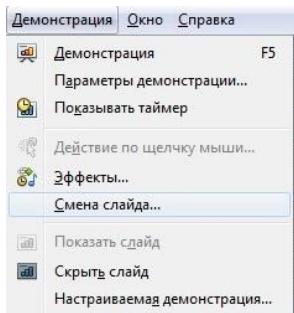 Демонстрация Окно Справка
Демонстрация F5
Параметры демонстрации...
Показывать таймер
Действие по щелчку мыши...
Эффекты...
Смена слайда...
Показать слайд
Скрыть слайд
Настраиваемая демонстрация...